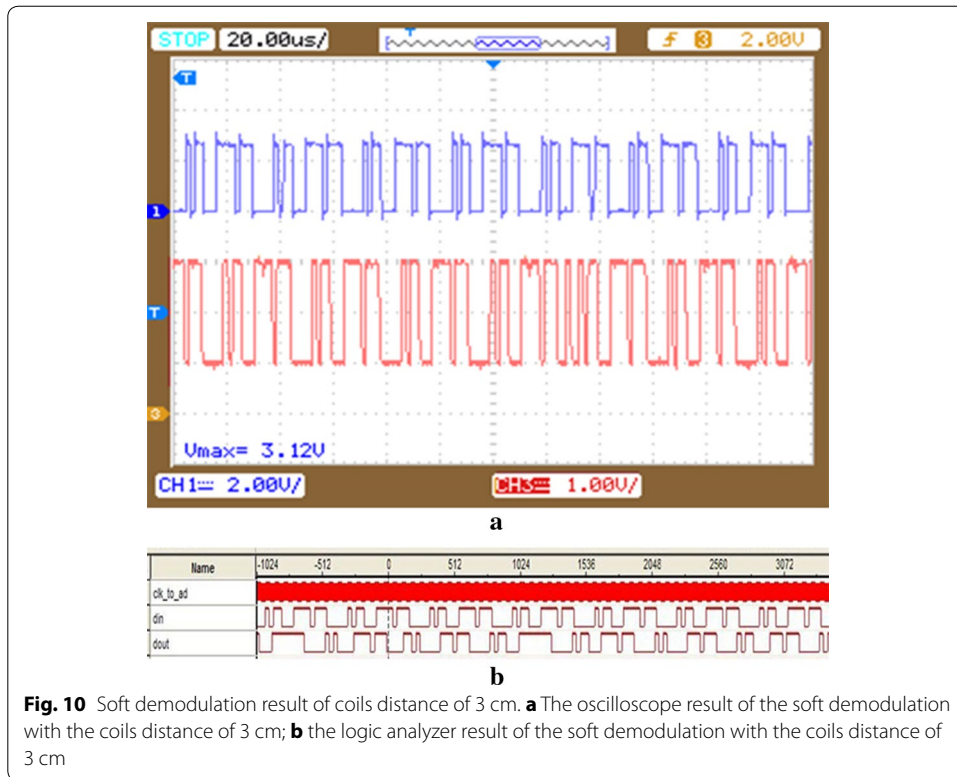 STOP 20.00us/ T ƒ 3 2.00V
T
1
T
3
Vmax= 3.12V
CH1 2.00V/ CH3 1.00V/
a
Name -1024 -512 0 512 1024 1536 2048 2560 3072
clk_to_ad
din
dout
b
Fig. 10 Soft demodulation result of coils distance of 3 cm. a The oscilloscope result of the soft demodulation
with the coils distance of 3 cm; b the logic analyzer result of the soft demodulation with the coils distance of
3 cm